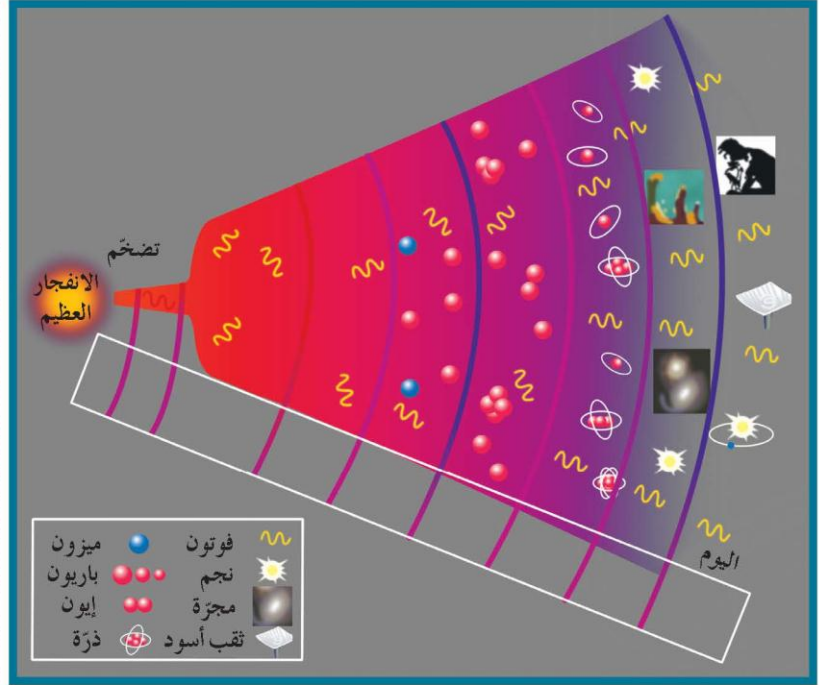 تضخّم
الانفجار
العظيم
اليوم
فوتون
ميزون
نجم
باريون
مجرّة
إيون
ثقب أسود
ذرّة